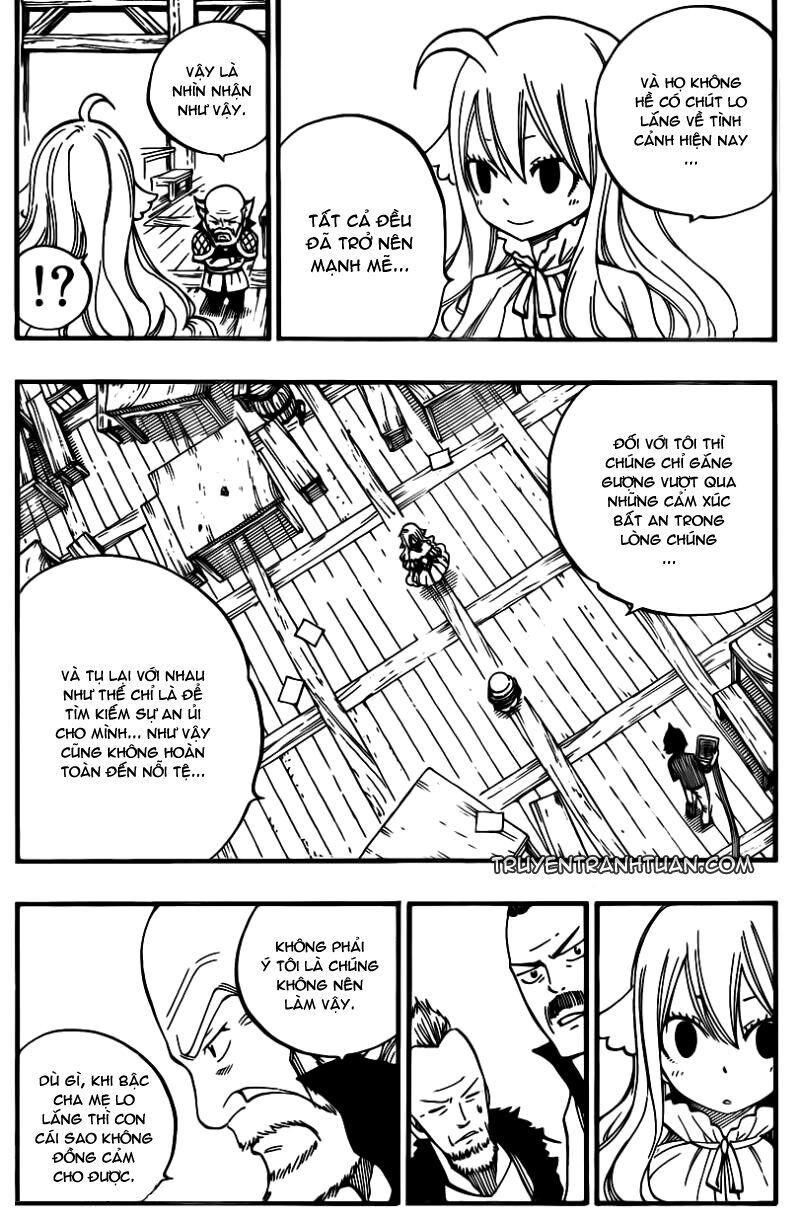 VẬY LÀ
NHÌN NHẬN
NHƯ VẬY.
!?
VÀ HỌ KHÔNG
HỀ CÓ CHÚT LO
LẮNG VỀ TÌNH
CẢNH HIỆN NAY
...
TẤT CẢ ĐỀU
ĐÃ TRỞ NÊN
MẠNH MẼ...
ĐỐI VỚI TÔI THÌ
CHÚNG CHỈ GẮNG
GƯỢNG VƯỢT QUA
NHỮNG CẢM XÚC
BẤT AN TRONG
LÒNG CHÚNG
...
VÀ TỤ LẠI VỚI NHAU
NHƯ THẾ CHỈ LÀ ĐỂ
TÌM KIẾM SỰ AN ỦI
CHO MÌNH... NHƯ VẬY
CŨNG KHÔNG HOÀN
TOÀN ĐẾN NỖI TỆ...
TRUYENTRANHTUAN.COM
KHÔNG PHẢI
Ý TÔI LÀ CHÚNG
KHÔNG NÊN
LÀM VẬY.
DÙ GÌ, KHI BẬC
CHA MẸ LO
LẮNG THÌ CON
CÁI SAO KHÔNG
ĐỒNG CẢM
CHO ĐƯỢC.